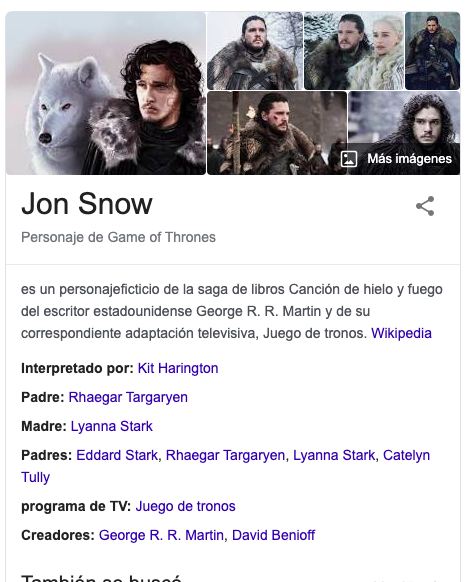 Más imágenes
Jon Snow
Personaje de Game of Thrones
es un personajeficticio de la saga de libros Canción de hielo y fuego
del escritor estadounidense George R. R. Martin y de su
correspondiente adaptación televisiva, Juego de tronos. Wikipedia
Interpretado por: Kit Harington
Padre: Rhaegar Targaryen
Madre: Lyanna Stark
Padres: Eddard Stark, Rhaegar Targaryen, Lyanna Stark, Catelyn
Tully
programa de TV: Juego de tronos
Creadores: George R. R. Martin, David Benioff
También se buscó